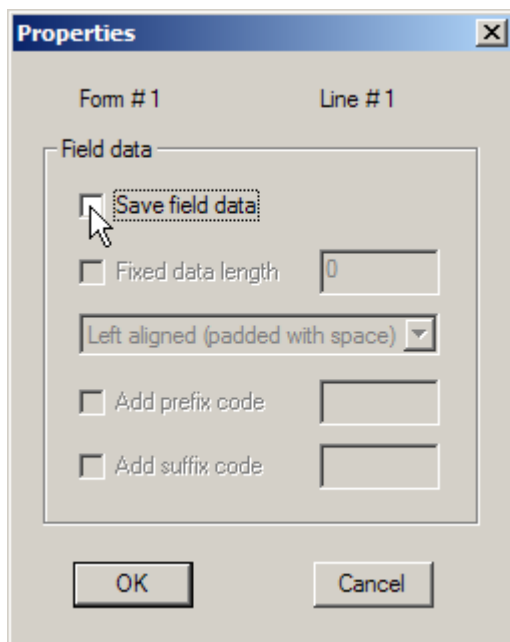 Properties
Form # 1 Line # 1
Field data
Save field data
Fixed data length 0
Left aligned (padded with space)
Add prefix code
Add suffix code
OK Cancel